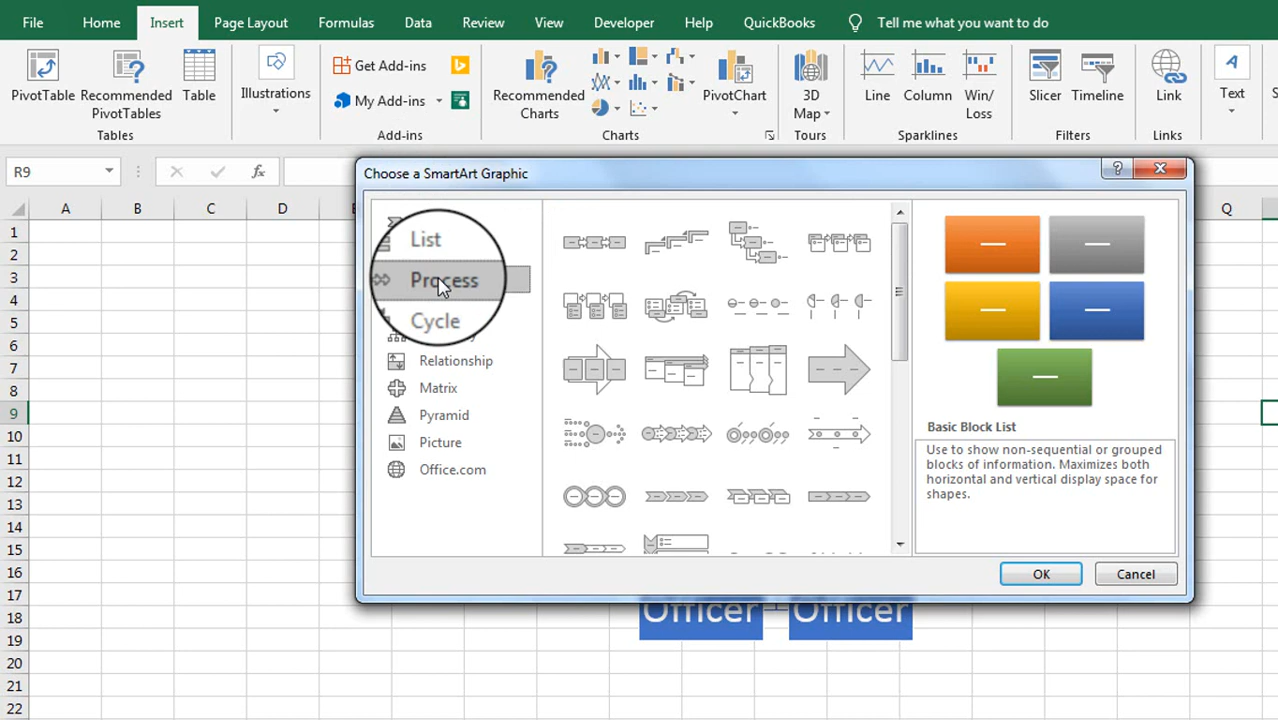 File Home Insert Page Layout Formulas Data Review View Developer Help QuickBooks Tell me what you want to do
Get Add-ins
My Add-ins
PivotTable
Recommended
PivotTables
Table
Illustrations
Recommended
Charts
PivotChart
3D
Map
Line
Column
Win/
Loss
Slicer
Timeline
Link
Text
Tables Add-ins Charts Tours Sparklines Filters Links
R9
fx
Choose a SmartArt Graphic
?
A B C D Q
1
2
3
4
5
6
7
8
9
10
11
12
13
14
15
16
17
18
19
20
21
22
List
Process
Cycle
Relationship
Matrix
Pyramid
Picture
Office.com
Basic Block List
Use to show non-sequential or grouped
blocks of information. Maximizes both
horizontal and vertical display space for
shapes.
OK Cancel
Officer Officer